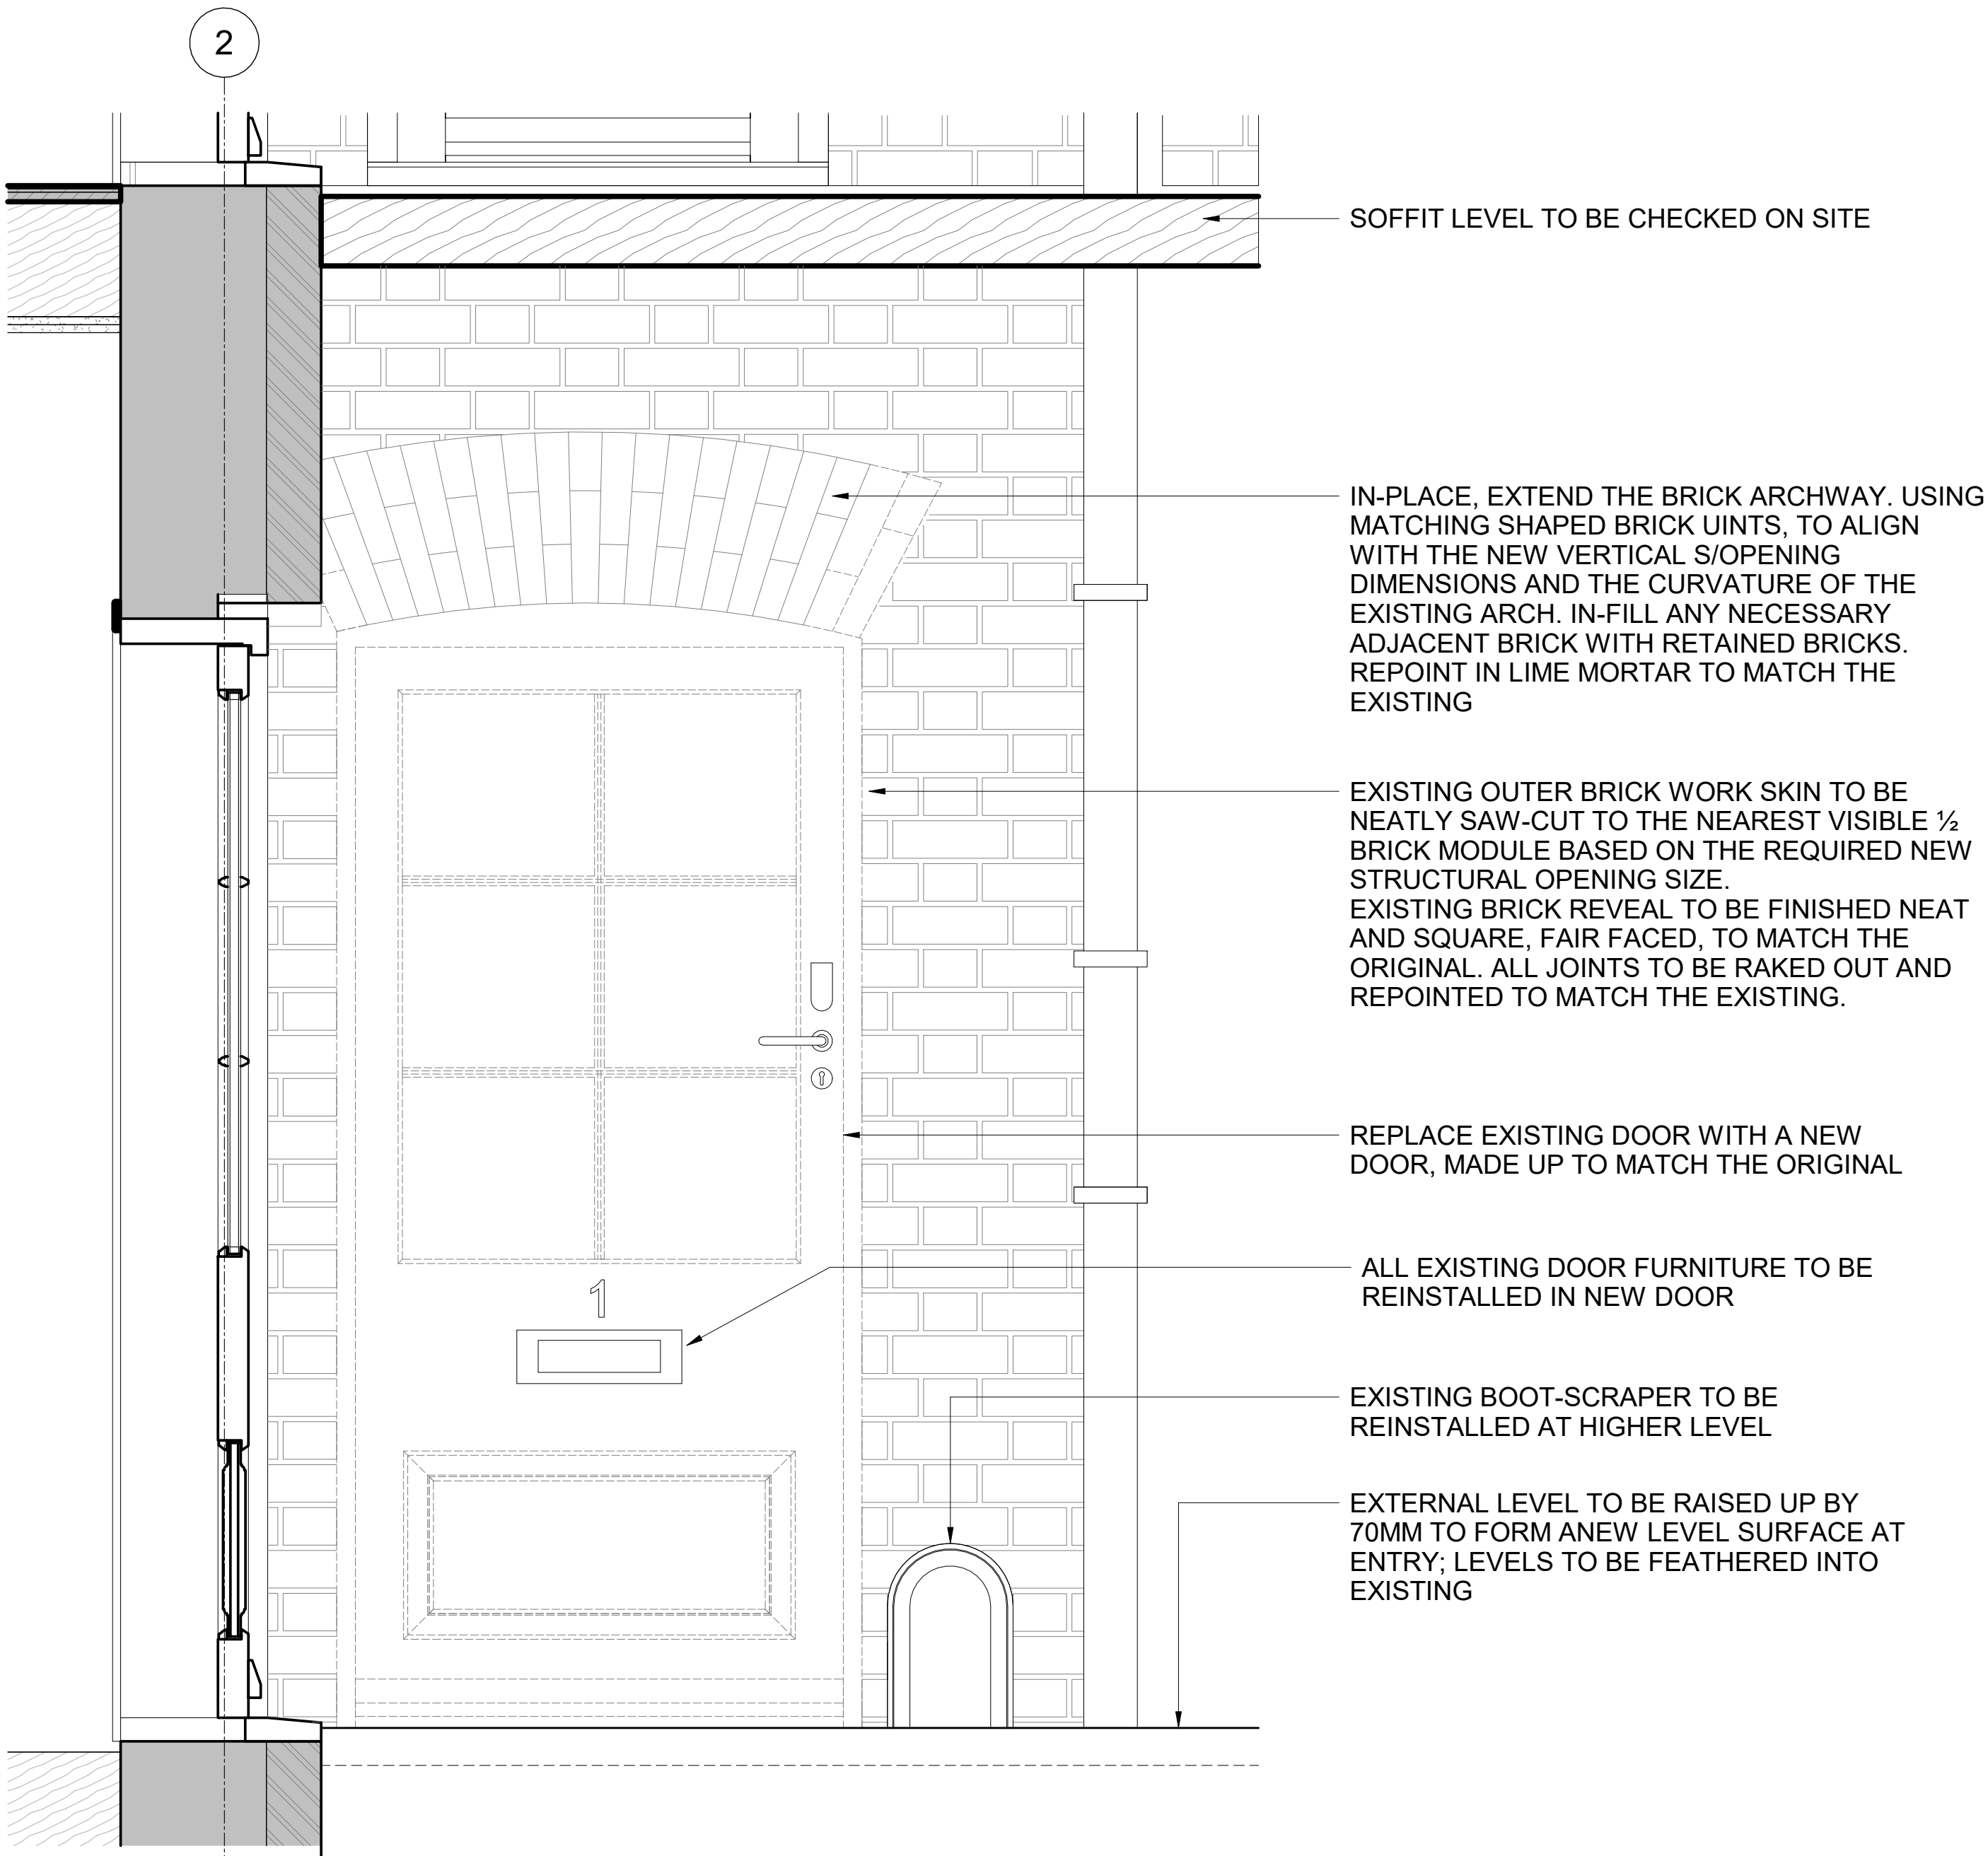 2
SOFFIT LEVEL TO BE CHECKED ON SITE
IN-PLACE, EXTEND THE BRICK ARCHWAY. USING
MATCHING SHAPED BRICK UINTS, TO ALIGN
WITH THE NEW VERTICAL S/OPENING
DIMENSIONS AND THE CURVATURE OF THE
EXISTING ARCH. IN-FILL ANY NECESSARY
ADJACENT BRICK WITH RETAINED BRICKS.
REPOINT IN LIME MORTAR TO MATCH THE
EXISTING
EXISTING OUTER BRICK WORK SKIN TO BE
NEATLY SAW-CUT TO THE NEAREST VISIBLE ½
BRICK MODULE BASED ON THE REQUIRED NEW
STRUCTURAL OPENING SIZE.
EXISTING BRICK REVEAL TO BE FINISHED NEAT
AND SQUARE, FAIR FACED, TO MATCH THE
ORIGINAL. ALL JOINTS TO BE RAKED OUT AND
REPOINTED TO MATCH THE EXISTING.
REPLACE EXISTING DOOR WITH A NEW
DOOR, MADE UP TO MATCH THE ORIGINAL
ALL EXISTING DOOR FURNITURE TO BE
REINSTALLED IN NEW DOOR
1
EXISTING BOOT-SCRAPER TO BE
REINSTALLED AT HIGHER LEVEL
EXTERNAL LEVEL TO BE RAISED UP BY
70MM TO FORM ANEW LEVEL SURFACE AT
ENTRY; LEVELS TO BE FEATHERED INTO
EXISTING